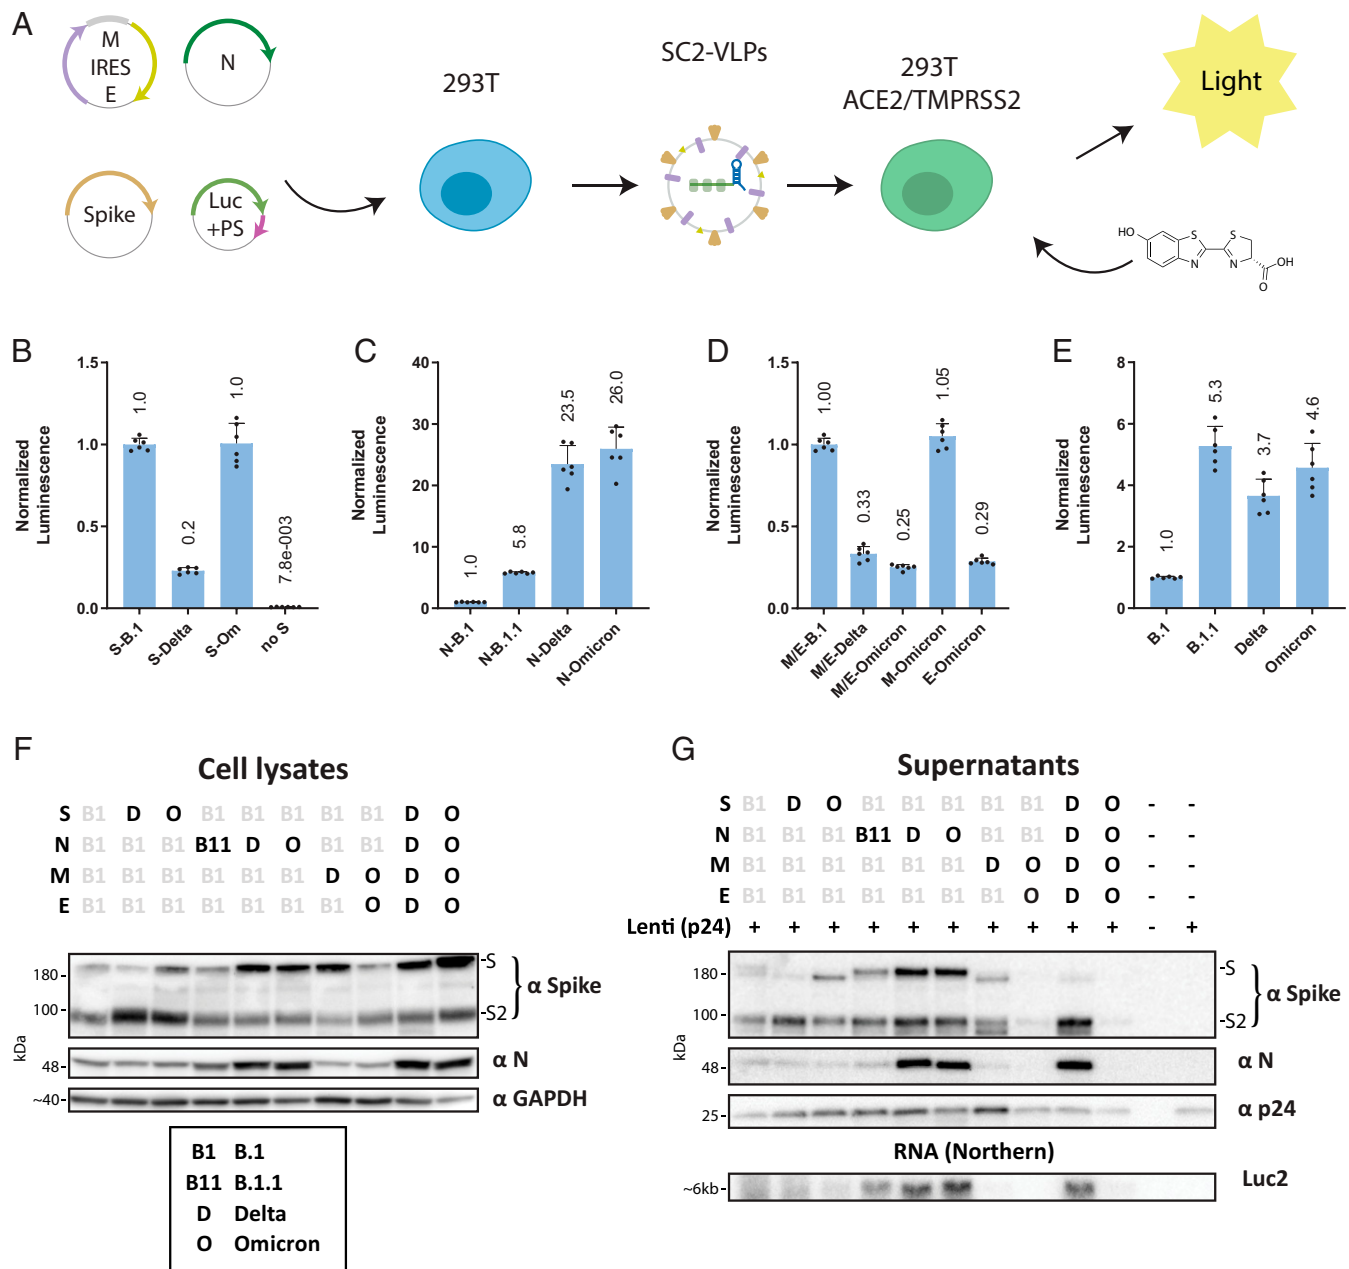 A
M
IRES
E
N
Spike
Luc
+PS
293T
SC2-VLPs
293T
ACE2/TMPRSS2
Light
HO
S
N
S
N
OH
O
B
Normalized
Luminescence
1.5
1.0
0.5
0.0
1.0
0.2
1.0
7.8e-003
S-B.1
S-Delta
S-Om
no S
C
Normalized
Luminescence
40
30
20
10
0
1.0
5.8
23.5
26.0
N-B.1
N-B.1.1
N-Delta
N-Omicron
D
Normalized
Luminescence
1.5
1.0
0.5
0.0
1.00
0.33
0.25
1.05
0.29
M/E-B.1
M/E-Delta
M/E-Omicron
M-Omicron
E-Omicron
E
Normalized
Luminescence
8
6
4
2
0
1.0
5.3
3.7
4.6
B.1
B.1.1
Delta
Omicron
F
Cell lysates
S B1 D O B1 B1 B1 B1 B1 D O
N B1 B1 B1 B11 D O B1 B1 D O
M B1 B1 B1 B1 B1 B1 D O D O
E B1 B1 B1 B1 B1 B1 B1 O D O
180
100
kDa
-S
-S2
α Spike
48
α N
~40
α GAPDH
B1 B.1
B11 B.1.1
D Delta
O Omicron
G
Supernatants
S B1 D O B1 B1 B1 B1 B1 D O - -
N B1 B1 B1 B11 D O B1 B1 D O - -
M B1 B1 B1 B1 B1 B1 D O D O - -
E B1 B1 B1 B1 B1 B1 B1 O D O - -
Lenti (p24) + + + + + + + + + + - +
180
100
kDa
-S
-S2
α Spike
48
α N
25
α p24
RNA (Northern)
~6kb
Luc2